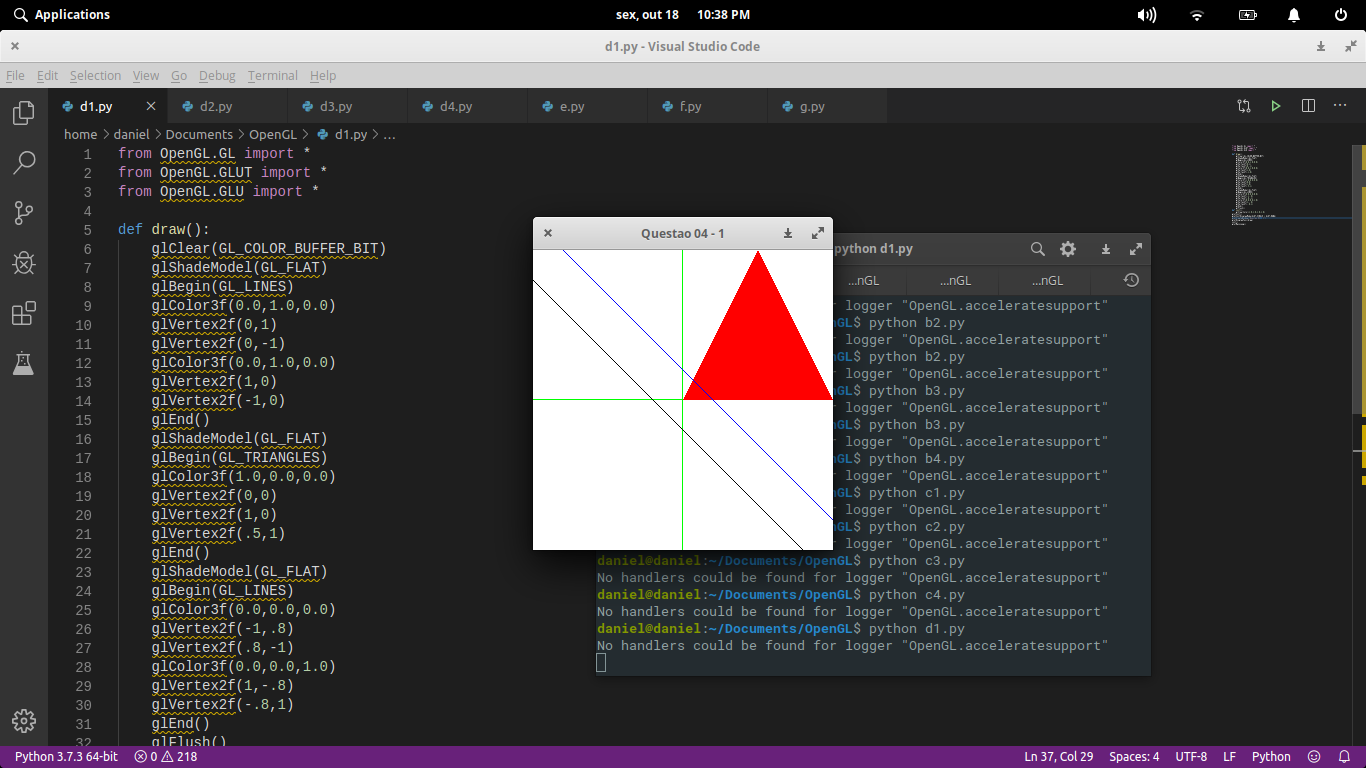 Applications
sex, out 18 10:38 PM
d1.py - Visual Studio Code
File Edit Selection View Go Debug Terminal Help
d1.py d2.py d3.py d4.py e.py f.py g.py
home > daniel > Documents > OpenGL > d1.py > ...
1 from OpenGL.GL import *
2 from OpenGL.GLUT import *
3 from OpenGL.GLU import *
4
5 def draw():
6 glClear(GL_COLOR_BUFFER_BIT)
7 glShadeModel(GL_FLAT)
8 glBegin(GL_LINES)
9 glColor3f(0.0,1.0,0.0)
10 glVertex2f(0,1)
11 glVertex2f(0,-1)
12 glColor3f(0.0,1.0,0.0)
13 glVertex2f(1,0)
14 glVertex2f(-1,0)
15 glEnd()
16 glShadeModel(GL_FLAT)
17 glBegin(GL_TRIANGLES)
18 glColor3f(1.0,0.0,0.0)
19 glVertex2f(0,0)
20 glVertex2f(1,0)
21 glVertex2f(.5,1)
22 glEnd()
23 glShadeModel(GL_FLAT)
24 glBegin(GL_LINES)
25 glColor3f(0.0,0.0,0.0)
26 glVertex2f(-1,.8)
27 glVertex2f(.8,-1)
28 glColor3f(0.0,0.0,1.0)
29 glVertex2f(1,-.8)
30 glVertex2f(-.8,1)
31 glEnd()
32 glFlush()
Questao 04 - 1
python d1.py
...nGL ...nGL ...nGL
logger "OpenGL.acceleratesupport"
GL$ python b2.py
logger "OpenGL.acceleratesupport"
GL$ python b2.py
logger "OpenGL.acceleratesupport"
GL$ python b3.py
logger "OpenGL.acceleratesupport"
GL$ python b3.py
logger "OpenGL.acceleratesupport"
GL$ python b4.py
logger "OpenGL.acceleratesupport"
GL$ python c1.py
logger "OpenGL.acceleratesupport"
GL$ python c2.py
logger "OpenGL.acceleratesupport"
daniel@daniel:~/Documents/OpenGL$ python c3.py
No handlers could be found for logger "OpenGL.acceleratesupport"
daniel@daniel:~/Documents/OpenGL$ python c4.py
No handlers could be found for logger "OpenGL.acceleratesupport"
daniel@daniel:~/Documents/OpenGL$ python d1.py
No handlers could be found for logger "OpenGL.acceleratesupport"
Python 3.7.3 64-bit 0 218 Ln 37, Col 29 Spaces: 4 UTF-8 LF Python